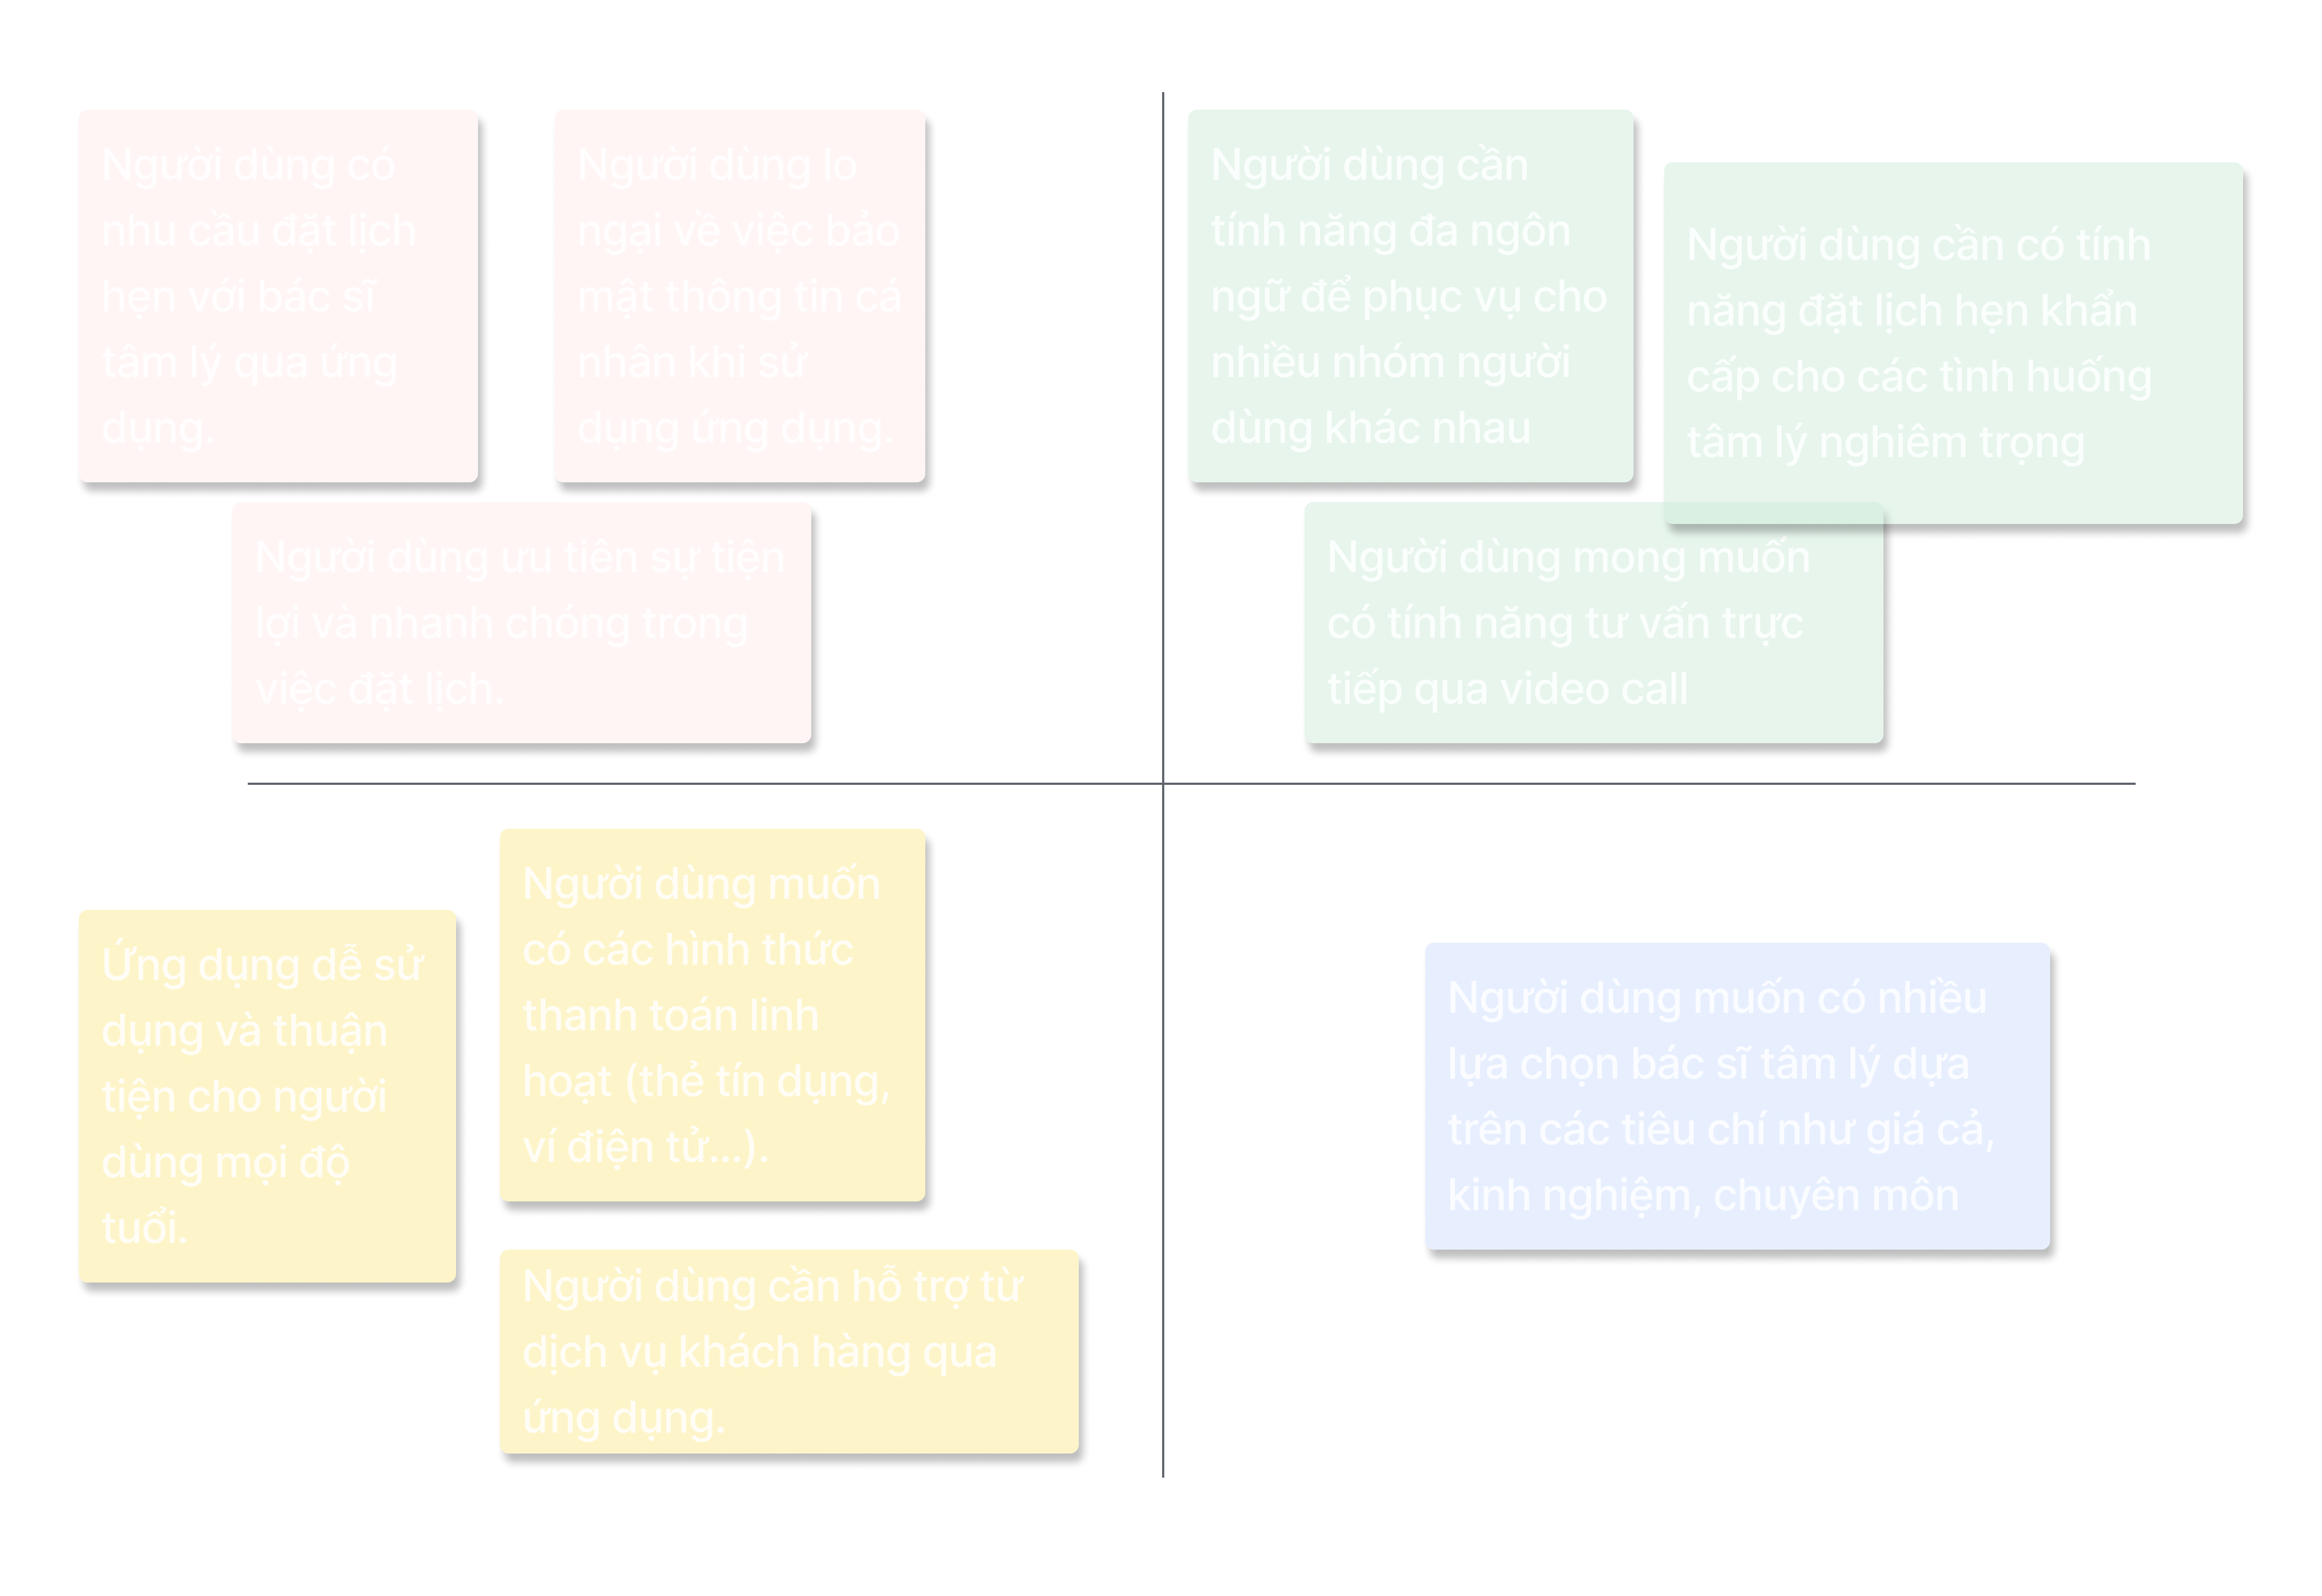 Người dùng có
nhu cầu đặt lịch
hẹn với bác sĩ
tâm lý qua ứng
dụng.
Người dùng lo
ngại về việc bảo
mật thông tin cá
nhân khi sử
dụng ứng dụng.
Người dùng ưu tiên sự tiện
lợi và nhanh chóng trong
việc đặt lịch.
Người dùng cần
tính năng đa ngôn
ngữ để phục vụ cho
nhiều nhóm người
dùng khác nhau
Người dùng cần có tính
năng đặt lịch hẹn khẩn
cấp cho các tình huống
tâm lý nghiêm trọng
Người dùng mong muốn
có tính năng tư vấn trực
tiếp qua video call
Ứng dụng dễ sử
dụng và thuận
tiện cho người
dùng mọi độ
tuổi.
Người dùng muốn
có các hình thức
thanh toán linh
hoạt (thẻ tín dụng,
ví điện tử...).
Người dùng cần hỗ trợ từ
dịch vụ khách hàng qua
ứng dụng.
Người dùng muốn có nhiều
lựa chọn bác sĩ tâm lý dựa
trên các tiêu chí như giá cả,
kinh nghiệm, chuyên môn